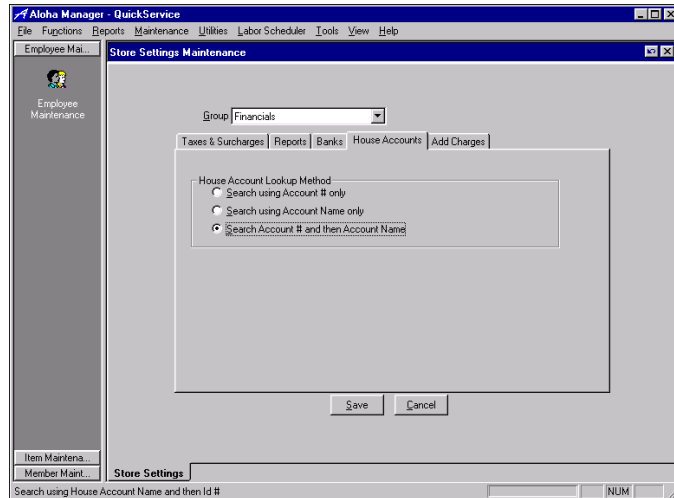 Aloha Manager - QuickService
File Functions Reports Maintenance Utilities Labor Scheduler Tools View Help
Employee Mai...
Store Settings Maintenance
Employee
Maintenance
Group Financials
Taxes & Surcharges Reports Banks House Accounts Add Charges
House Account Lookup Method
Search using Account # only
Search using Account Name only
Search Account # and then Account Name
Save Cancel
Item Maintena...
Member Maint...
Store Settings
Search using House Account Name and then Id #
NUM